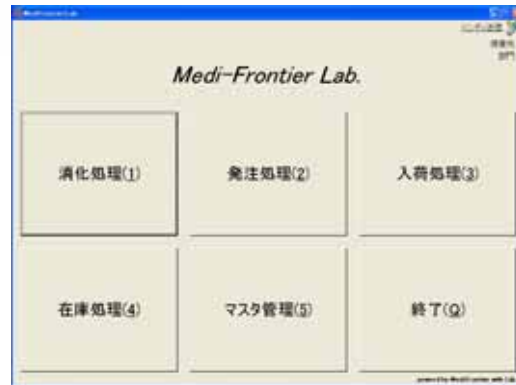 Medi-Frontier Lab.
消化処理(1)
発注処理(2)
入荷処理(3)
在庫処理(4)
マスタ管理(5)
終了(Q)